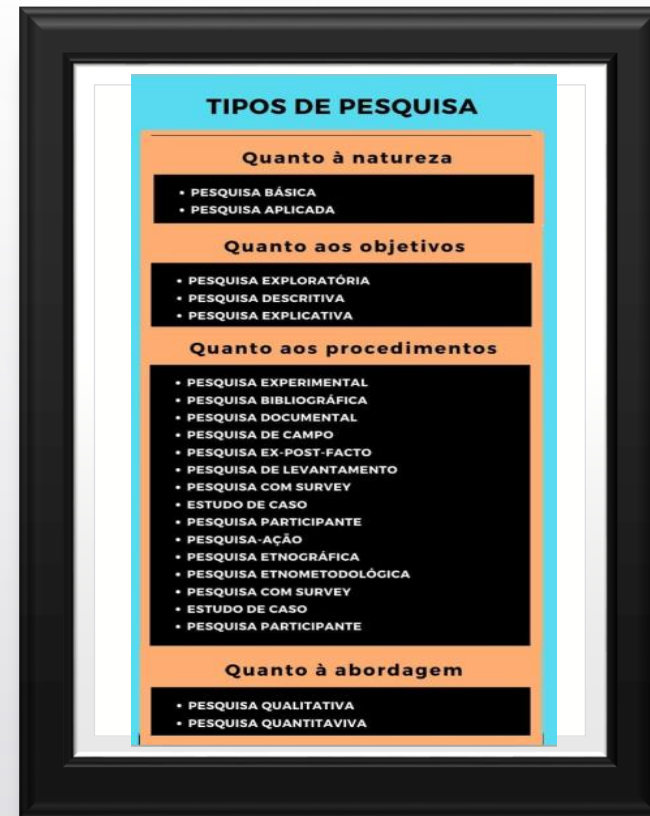 TIPOS DE PESQUISA
Quanto à natureza
• PESQUISA BÁSICA
• PESQUISA APLICADA
Quanto aos objetivos
• PESQUISA EXPLORATÓRIA
• PESQUISA DESCRITIVA
• PESQUISA EXPLICATIVA
Quanto aos procedimentos
• PESQUISA EXPERIMENTAL
• PESQUISA BIBLIOGRÁFICA
• PESQUISA DOCUMENTAL
• PESQUISA DE CAMPO
• PESQUISA EX-POST-FACTO
• PESQUISA DE LEVANTAMENTO
• PESQUISA COM SURVEY
• ESTUDO DE CASO
• PESQUISA PARTICIPANTE
• PESQUISA-AÇÃO
• PESQUISA ETNOGRÁFICA
• PESQUISA ETNOMETODOLÓGICA
• PESQUISA COM SURVEY
• ESTUDO DE CASO
• PESQUISA PARTICIPANTE
Quanto à abordagem
• PESQUISA QUALITATIVA
• PESQUISA QUANTITAVIVA